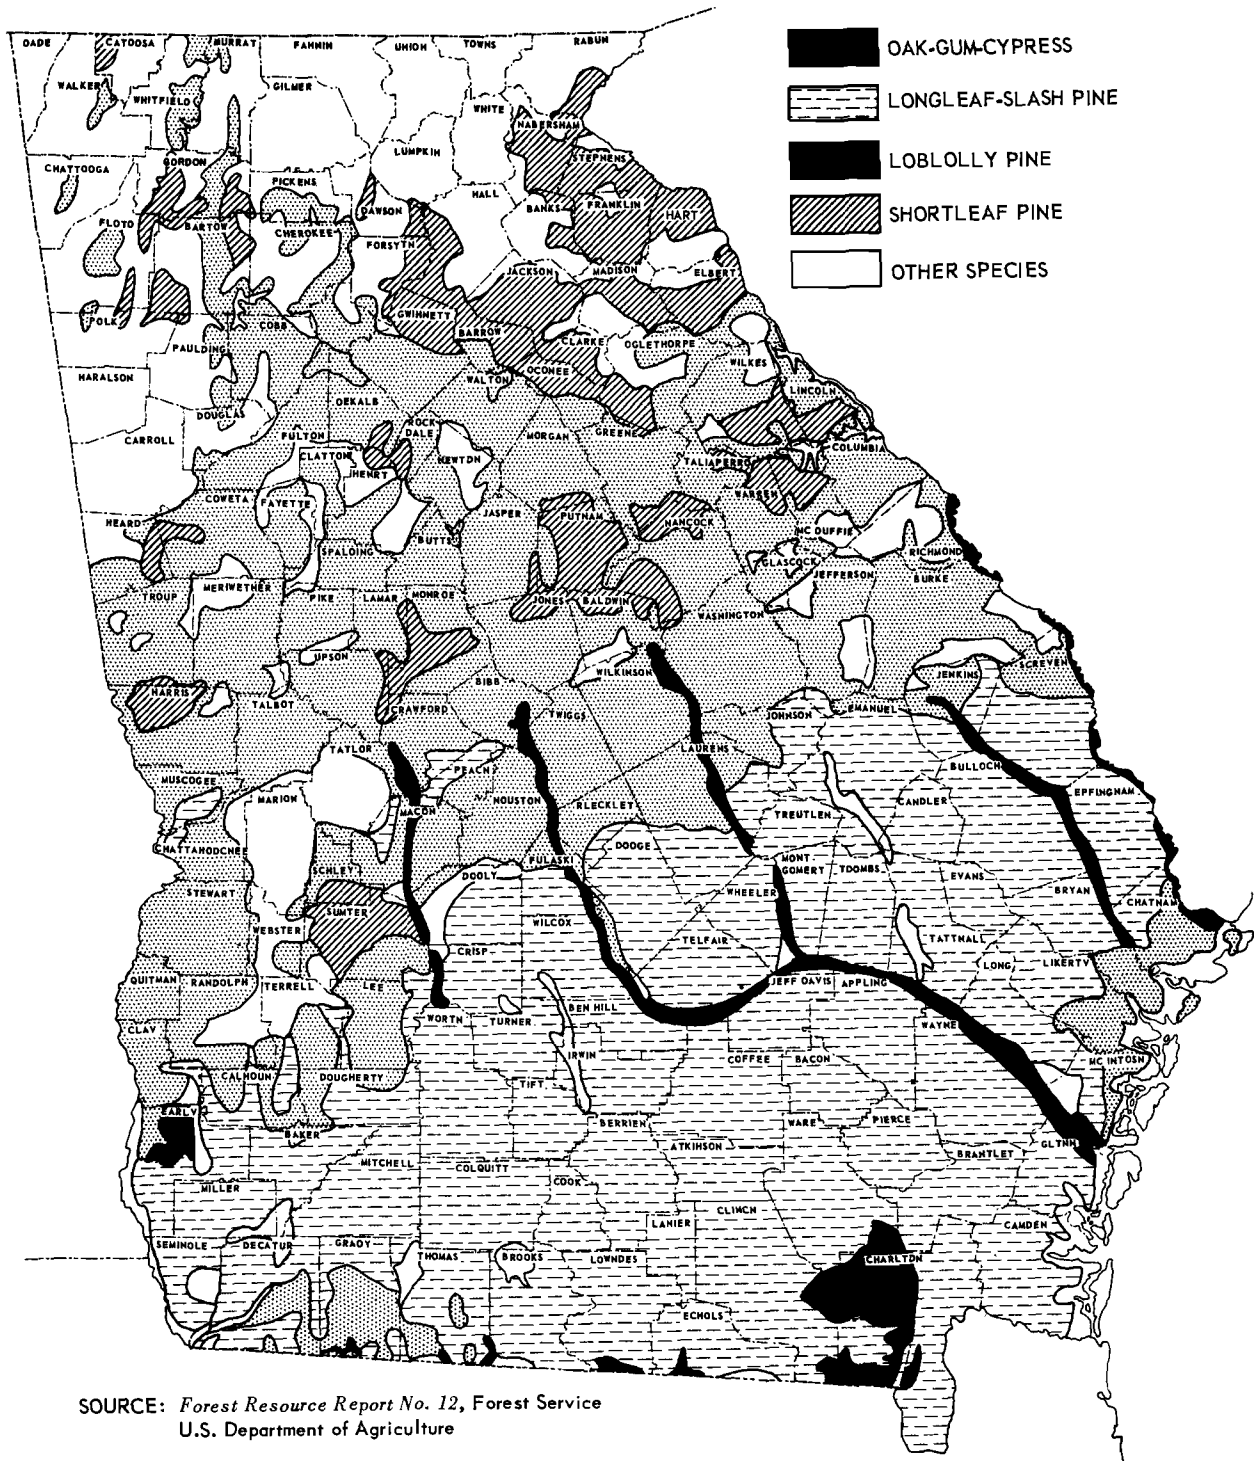 OAK-GUM-CYPRESS
LONGLEAF-SLASH PINE
LOBLOLLY PINE
SHORTLEAF PINE
OTHER SPECIES
DADE
CATOOSA
MURRAY
FANNIN
UNION
TOWNS
RABUN
WALKER
WHITFIELD
GILMER
WHITE
HABERSHAM
LUMPKIN
STEPHENS
CHATTOOGA
GORDON
PICKENS
DAWSON
HALL
BANKS
FRANKLIN
HART
FLOYD
BARTOW
CHEROKEE
FORSYTH
JACKSON
MADISON
ELBERT
POLK
PAULDING
COBB
GWINNETT
BARROW
CLARKE
OGLETHORPE
WILKES
LINCOLN
HARALSON
DOUGLAS
DEKALB
WALTON
OCONEE
CARROLL
FULTON
CLAYTON
ROCK
DALE
HENRY
NEWTON
MORGAN
GREENE
TALIAFERRO
COLUMBIA
WARREN
HEARD
COWETA
FAYETTE
SPALDING
BUTTS
JASPER
PUTNAM
HANCOCK
MC DUFFIE
RICHMOND
GLASCOCK
JEFFERSON
BURKE
TROUP
MERIWETHER
PIKE
LAMAR
MONROE
JONES
BALDWIN
WASHINGTON
UPSON
BIBB
WILKINSON
JENKINS
SCREVEN
HARRIS
TALBOT
CRAWFORD
TWIGGS
JOHNSON
EMANUEL
TAYLOR
PEACH
LAURENS
BULLOCH
MUSCOGEE
MARION
MACON
HOUSTON
BLECKLEY
TREUTLEN
CANDLER
EFFINGHAM
CHATTAHOOCHEE
SCHLEY
DOOLY
PULASKI
DODGE
MONT-
GOMERY
TOOMBS
EVANS
BRYAN
CHATHAM
STEWART
WEBSTER
SUMTER
CRISP
WILCOX
WHEELER
TELFAIR
TATTNALL
LONG
LIBERTY
QUITMAN
RANDOLPH
TERRELL
LEE
WORTH
TURNER
BEN HILL
JEFF DAVIS
APPLING
WAYNE
CLAY
CALHOUN
DOUGHERTY
TIFT
IRWIN
COFFEE
BACON
MC INTOSH
EARLY
BAKER
BERRIEN
WARE
PIERCE
GLYNN
MITCHELL
COLQUITT
COOK
ATKINSON
BRANTLEY
MILLER
LANIER
CLINCH
CAMDEN
SEMINOLE
DECATUR
GRADY
THOMAS
BROOKS
LOWNDES
CHARLTON
ECHOLS
SOURCE: Forest Resource Report No. 12, Forest Service
U.S. Department of Agriculture